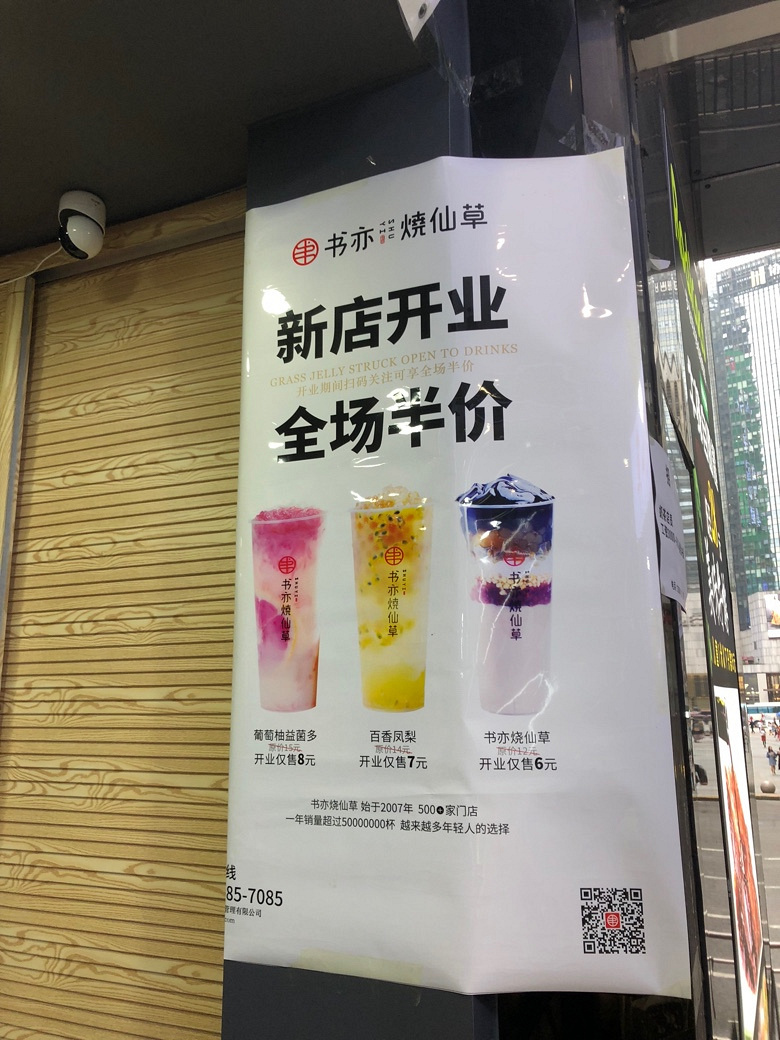 书亦 SHU YI 燒仙草
新店开业
GRASS JELLY STRUCK OPEN TO DRINKS
开业期间扫码关注可享全场半价
全场半价
书亦燒仙草
书亦燒仙草
书亦燒仙草
葡萄柚益菌多
原价15元
开业仅售8元
百香凤梨
原价14元
开业仅售7元
书亦烧仙草
原价12元
开业仅售6元
书亦烧仙草 始于2007年 500+家门店
一年销量超过50000000杯 越来越多年轻人的选择
线
85-7085
管理有限公司
.com